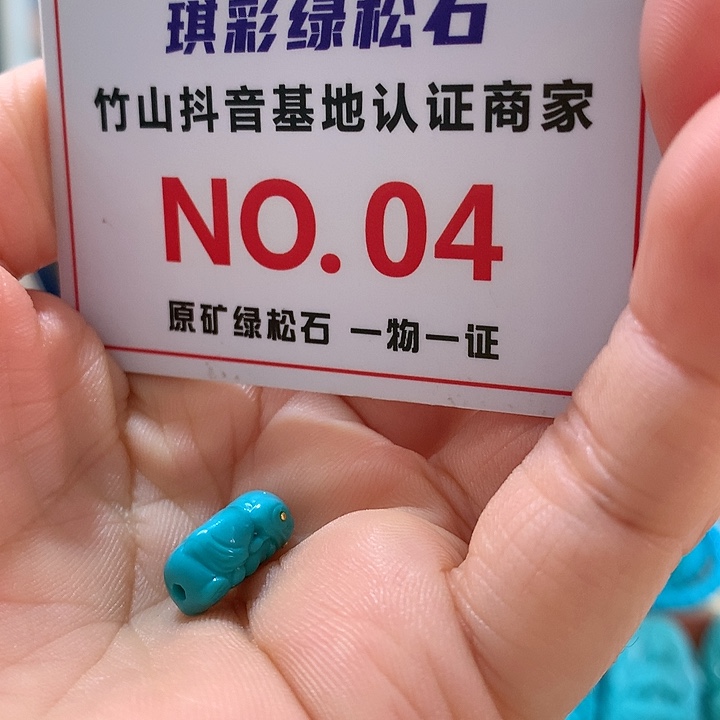 琪彩绿松石
竹山抖音基地认证商家
NO.04
原矿绿松石 一物一证